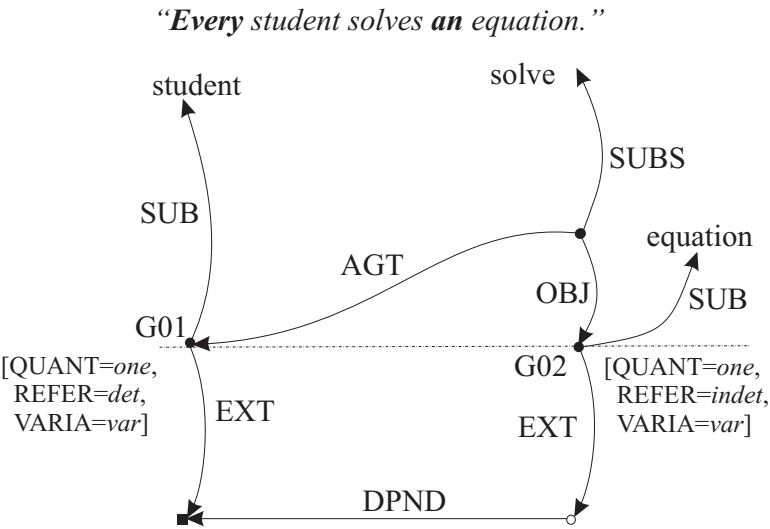 “Every student solves an equation.”
student
solve
SUBS
SUB
equation
AGT
OBJ
SUB
G01
G02
[QUANT=one,
REFER=det,
VARIA=var]
[QUANT=one,
REFER=indet,
VARIA=var]
EXT
EXT
DPND